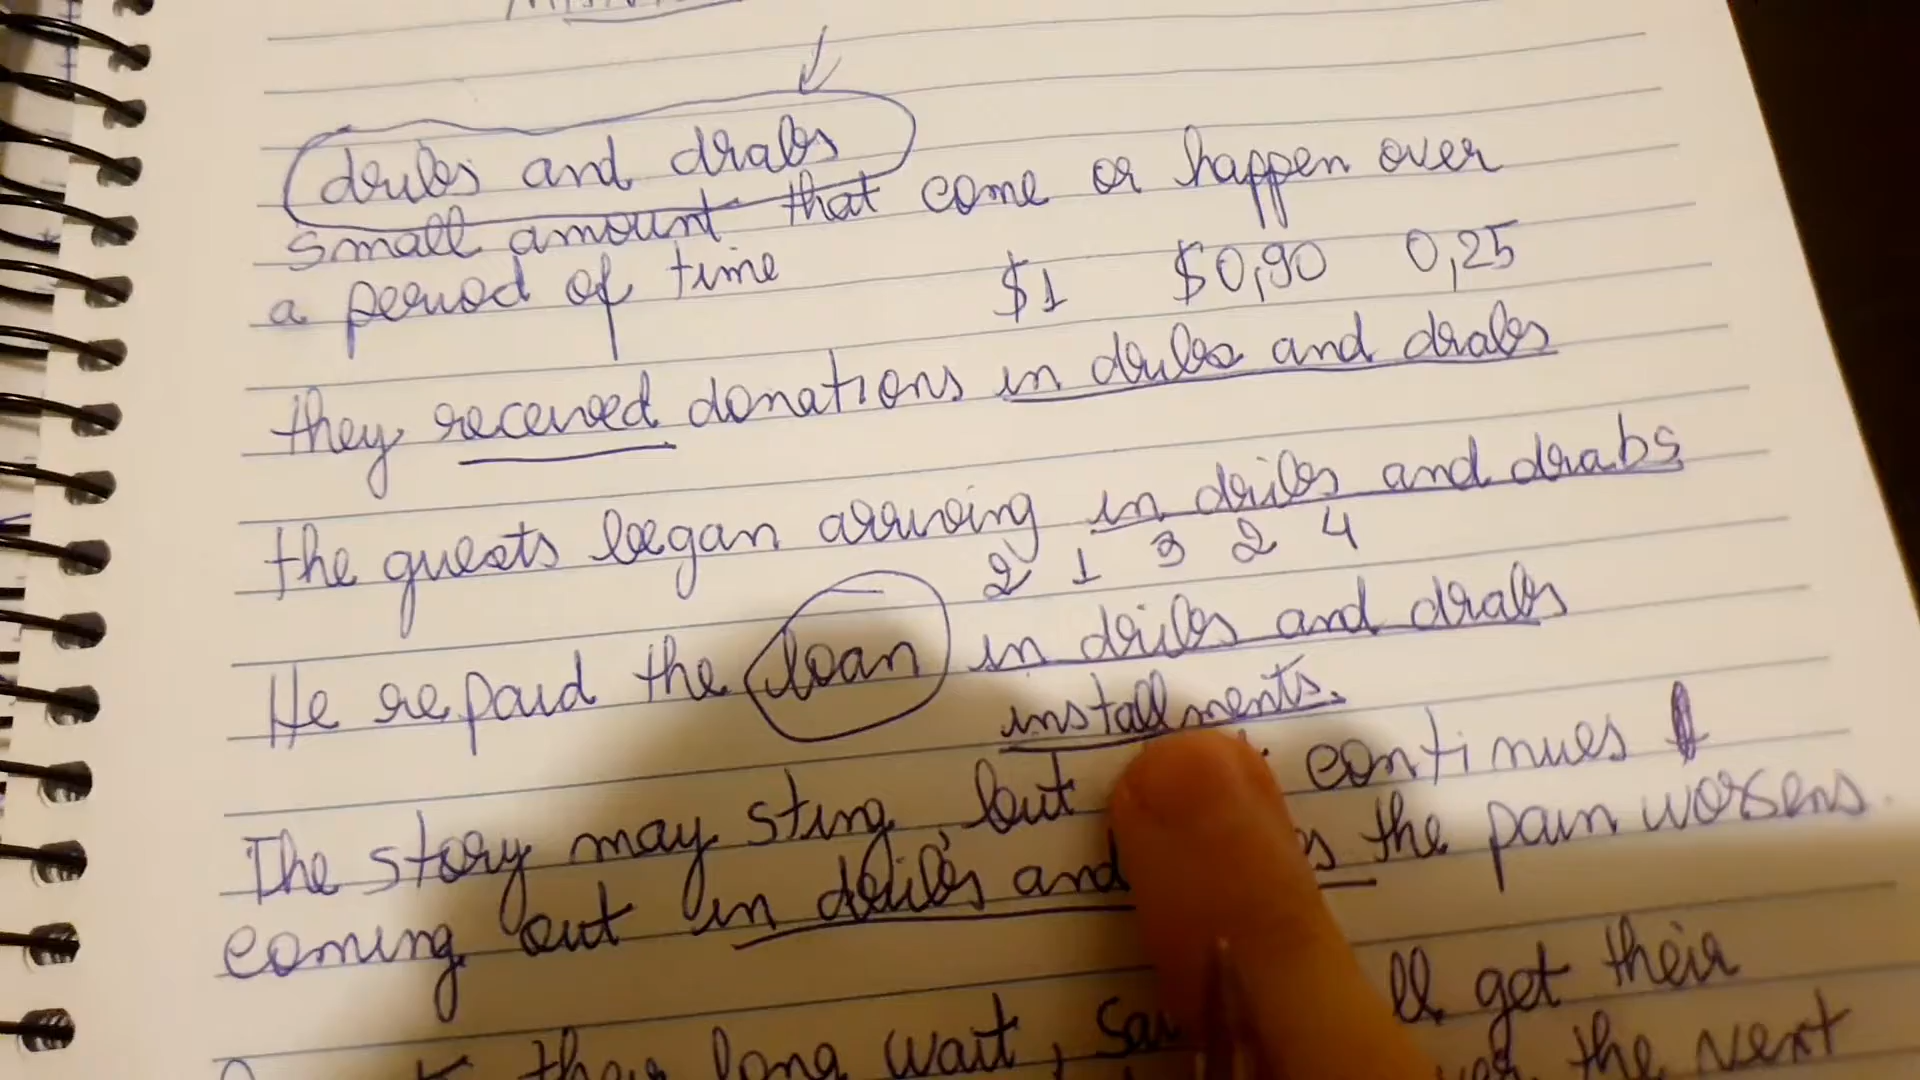 dribs and drabs
small amount that come or happen over
a period of time $1 $0,90 0,25
they received donations in dribs and drabs
the guests began arriving in dribs and drabs
2 1 3 2 4
He repaid the loan in dribs and drabs
installments.
The story may sting, but continues
coming out in dribs and the pain worsens.
ll get their
their long wait, the next